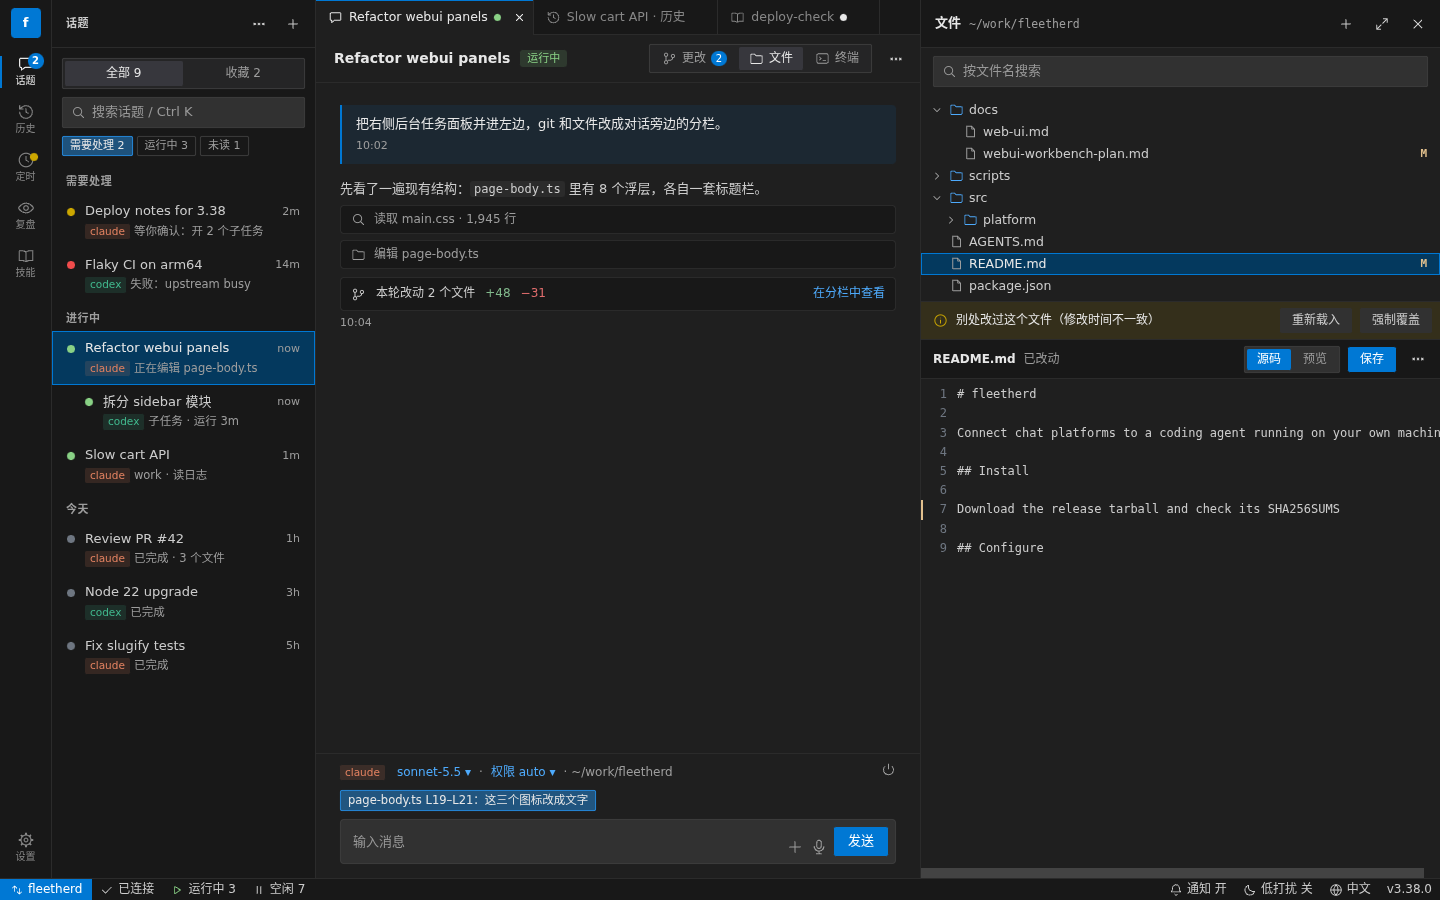 f
话题
2
话题
历史
定时
复盘
技能
设置
全部 9
收藏 2
搜索话题 / Ctrl K
需要处理 2
运行中 3
未读 1
需要处理
Deploy notes for 3.38
2m
claude 等你确认：开 2 个子任务
Flaky CI on arm64
14m
codex 失败：upstream busy
进行中
Refactor webui panels
now
claude 正在编辑 page-body.ts
拆分 sidebar 模块
now
codex 子任务 · 运行 3m
Slow cart API
1m
claude work · 读日志
今天
Review PR #42
1h
claude 已完成 · 3 个文件
Node 22 upgrade
3h
codex 已完成
Fix slugify tests
5h
claude 已完成
Refactor webui panels
Slow cart API · 历史
deploy-check
Refactor webui panels 运行中
更改 2
文件
终端
把右侧后台任务面板并进左边，git 和文件改成对话旁边的分栏。
10:02
先看了一遍现有结构：page-body.ts 里有 8 个浮层，各自一套标题栏。
读取 main.css · 1,945 行
编辑 page-body.ts
本轮改动 2 个文件 +48 −31
在分栏中查看
10:04
claude sonnet-5.5 ▾ · 权限 auto ▾ · ~/work/fleetherd
page-body.ts L19–L21：这三个图标改成文字
输入消息
发送
文件 ~/work/fleetherd
按文件名搜索
docs
web-ui.md
webui-workbench-plan.md M
scripts
src
platform
AGENTS.md
README.md M
package.json
别处改过这个文件（修改时间不一致）
重新载入
强制覆盖
README.md 已改动
源码
预览
保存
1 # fleetherd
2
3 Connect chat platforms to a coding agent running on your own machin
4
5 ## Install
6
7 Download the release tarball and check its SHA256SUMS
8
9 ## Configure
fleetherd
已连接
运行中 3
空闲 7
通知 开
低打扰 关
中文
v3.38.0